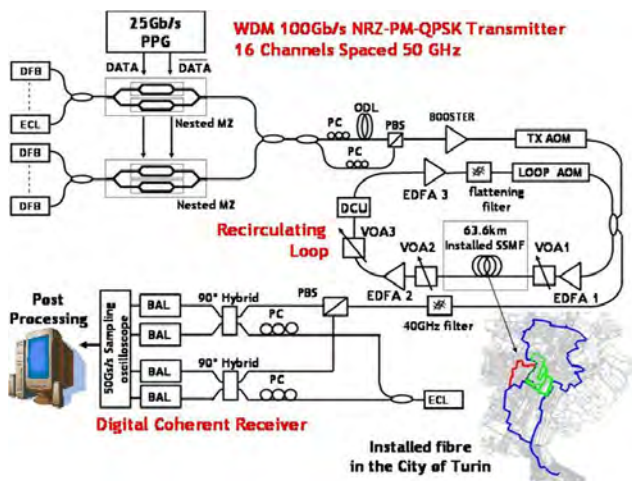 25Gb/s
PPG
WDM 100Gb/s NRZ-PM-QPSK Transmitter
16 Channels Spaced 50 GHz
DATA
DATA
DFB
ECL
Nested MZ
DFB
DFB
Nested MZ
PC
ODL
PC
PBS
BOOSTER
TX AOM
EDFA 3
flattening
filter
LOOP AOM
DCU
Recirculating
Loop
VOA3
VOA2
63.6km
Installed SSMF
VOA1
EDFA 2
EDFA 1
40GHz filter
Post
Processing
50Gs/s Sampling
oscilloscope
BAL
BAL
BAL
BAL
90° Hybrid
PC
PBS
90° Hybrid
PC
ECL
Digital Coherent Receiver
Installed fibre
in the City of Turin